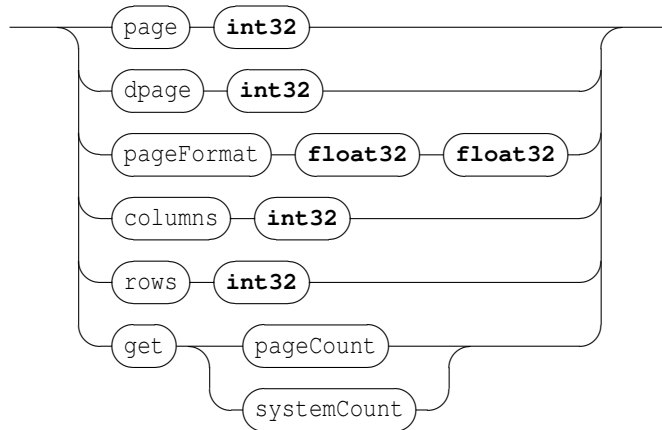 page int32
dpage int32
pageFormat float32 float32
columns int32
rows int32
get pageCount
systemCount